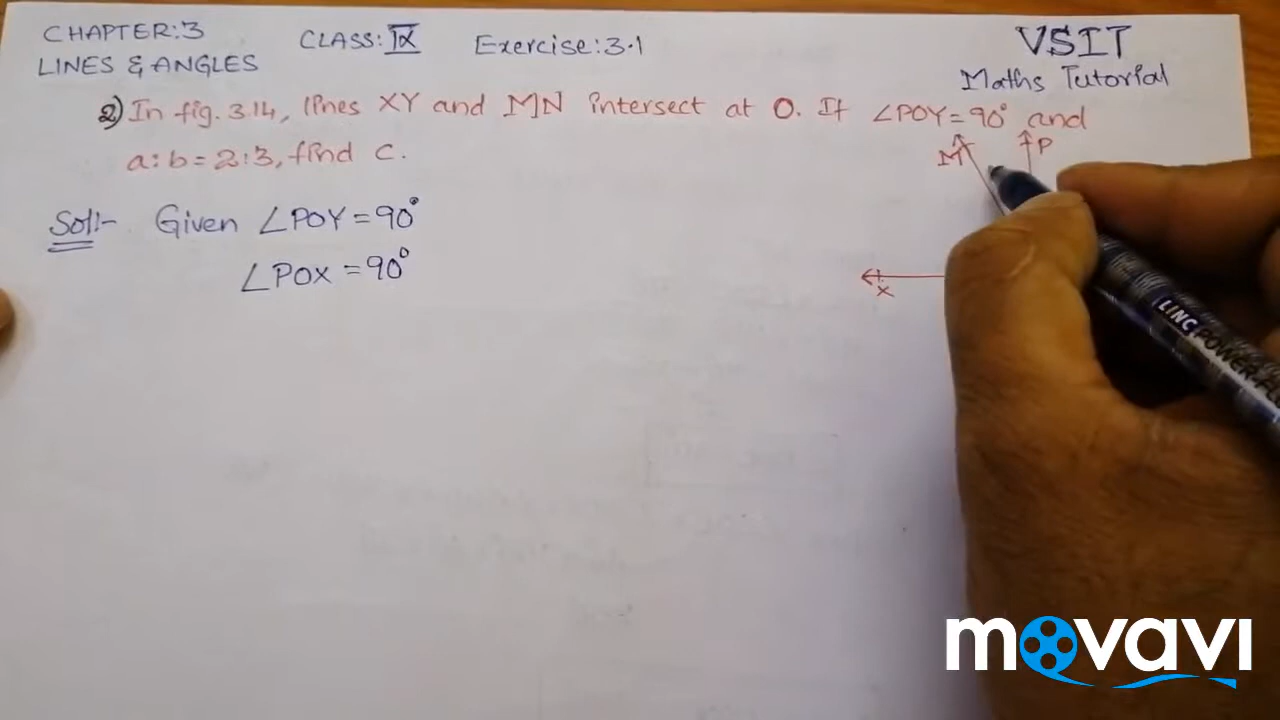 CHAPTER:3 CLASS: IX Exercise: 3.1 VSIT
LINES & ANGLES Maths Tutorial
2) In fig. 3.14, lines XY and MN intersect at O. If ∠POY = 90° and
a:b = 2:3, find c.
M P
Sol:- Given ∠POY = 90°
∠POX = 90°
X
LINC POWER
movavi